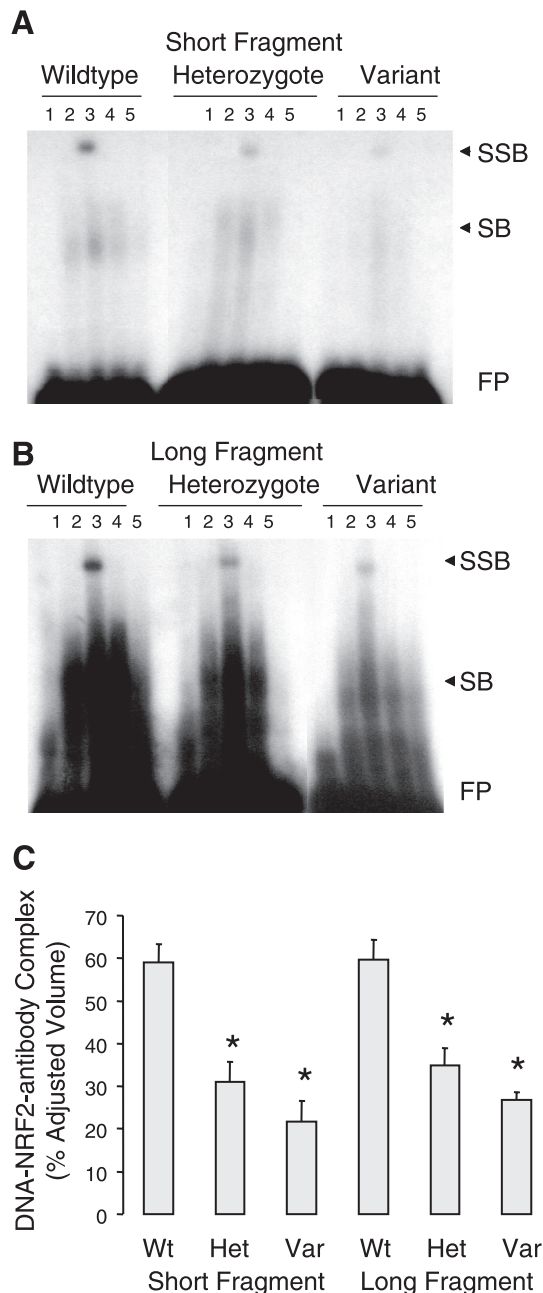 A
Short Fragment
Wildtype Heterozygote Variant
1 2 3 4 5 1 2 3 4 5 1 2 3 4 5
SSB
SB
FP
B
Long Fragment
Wildtype Heterozygote Variant
1 2 3 4 5 1 2 3 4 5 1 2 3 4 5
SSB
SB
FP
C
DNA-NRF2-antibody Complex
(% Adjusted Volume)
70
60
50
40
30
20
10
0
* * * *
Wt Het Var Wt Het Var
Short Fragment Long Fragment